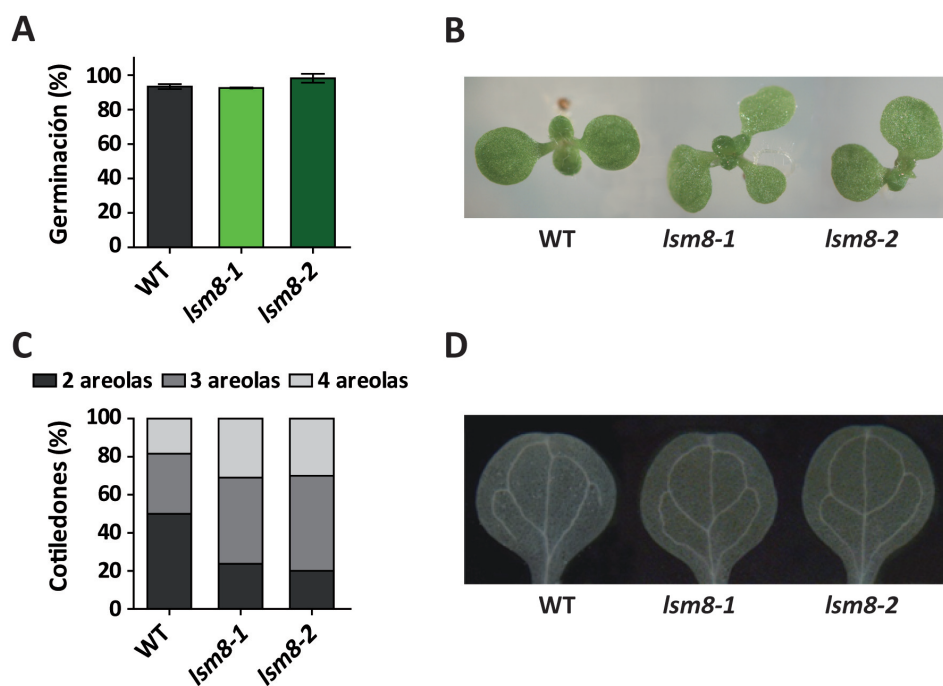 A
Germinación (%)
100
80
60
40
20
0
WT
lsm8-1
lsm8-2
B
WT
lsm8-1
lsm8-2
C
2 areolas 3 areolas 4 areolas
Cotiledones (%)
100
80
60
40
20
0
WT
lsm8-1
lsm8-2
D
WT
lsm8-1
lsm8-2